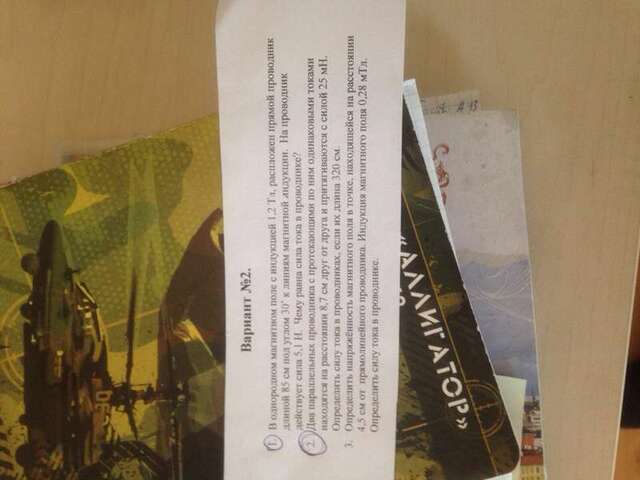 Вариант №2.
1. В однородном магнитном поле с индукцией 1,2 Тл, распложен прямой проводник
длиной 85 см под углом 30° к линиям магнитной индукции. На проводник
действует сила 5,1 Н. Чему равна сила тока в проводнике?
2. Два параллельных проводника с протекающими по ним одинаковыми токами
находятся на расстоянии 8,7 см друг от друга и притягиваются с силой 25 мН.
Определить силу тока в проводниках, если их длина 320 см.
3. Определить напряжённость магнитного поля в точке, находящейся на расстоянии
4,5 см от прямолинейного проводника. Индукция магнитного поля 0,28 мТл.
Определить силу тока в проводнике.
«АЛЛИГАТОР»